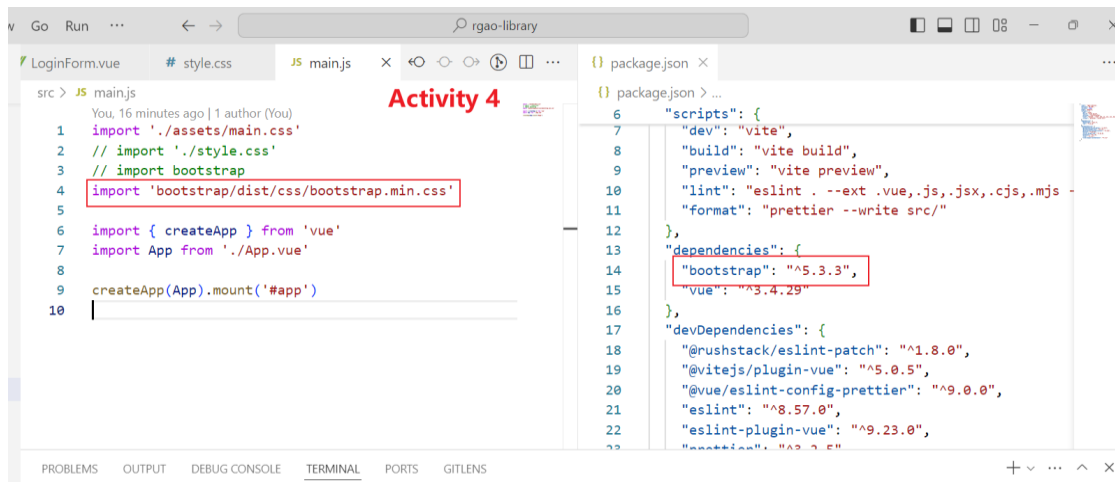 Go Run ··· ← → rgao-library
LoginForm.vue # style.css JS main.js × ···
src > JS main.js
Activity 4
You, 16 minutes ago | 1 author (You)
1 import './assets/main.css'
2 // import './style.css'
3 // import bootstrap
4 import 'bootstrap/dist/css/bootstrap.min.css'
5
6 import { createApp } from 'vue'
7 import App from './App.vue'
8
9 createApp(App).mount('#app')
10
{} package.json × ···
{} package.json > ...
6 "scripts": {
7 "dev": "vite",
8 "build": "vite build",
9 "preview": "vite preview",
10 "lint": "eslint . --ext .vue,.js,.jsx,.cjs,.mjs -
11 "format": "prettier --write src/"
12 },
13 "dependencies": {
14 "bootstrap": "^5.3.3",
15 "vue": "^3.4.29"
16 },
17 "devDependencies": {
18 "@rushstack/eslint-patch": "^1.8.0",
19 "@vitejs/plugin-vue": "^5.0.5",
20 "@vue/eslint-config-prettier": "^9.0.0",
21 "eslint": "^8.57.0",
22 "eslint-plugin-vue": "^9.23.0",
23 "prettier": "^3.2.5"
PROBLEMS OUTPUT DEBUG CONSOLE TERMINAL PORTS GITLENS